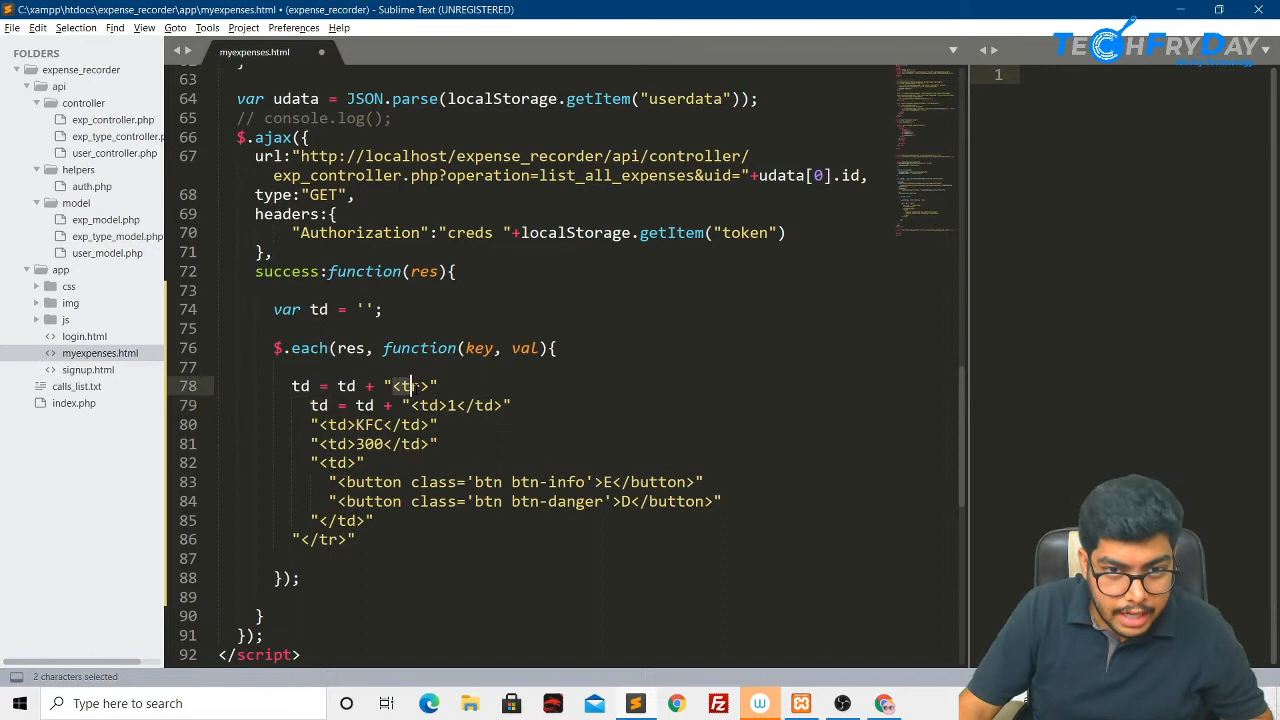 C:\xampp\htdocs\expense_recorder\app\myexpenses.html • (expense_recorder) - Sublime Text (UNREGISTERED)
File Edit Selection Find View Goto Tools Project Preferences Help
TECHFRYDAY
FOLDERS
expense_recorder
api
controller
exp_controller.php
exp_type_controller.p
user_controller.php
helpers
auth.php
exp_model.php
exp_type_model.php
user_model.php
app
css
img
js
login.html
myexpenses.html
signup.html
calls_list.txt
index.php
myexpenses.html
63 }
64 var udata = JSON.parse(localStorage.getItem("userdata"));
65 // console.log();
66 $.ajax({
67 url:"http://localhost/expense_recorder/api/controller/
exp_controller.php?operation=list_all_expenses&uid="+udata[0].id,
68 type:"GET",
69 headers:{
70 "Authorization":"creds "+localStorage.getItem("token")
71 },
72 success:function(res){
73
74 var td = '';
75
76 $.each(res, function(key, val){
77
78 td = td + "<tr>"
79 td = td + "<td>1</td>"
80 "<td>KFC</td>"
81 "<td>300</td>"
82 "<td>"
83 "<button class='btn btn-info'>E</button>"
84 "<button class='btn btn-danger'>D</button>"
85 "</td>"
86 "</tr>"
87
88 });
89
90 }
91 });
92 </script>
1
2 characters selected
Type here to search